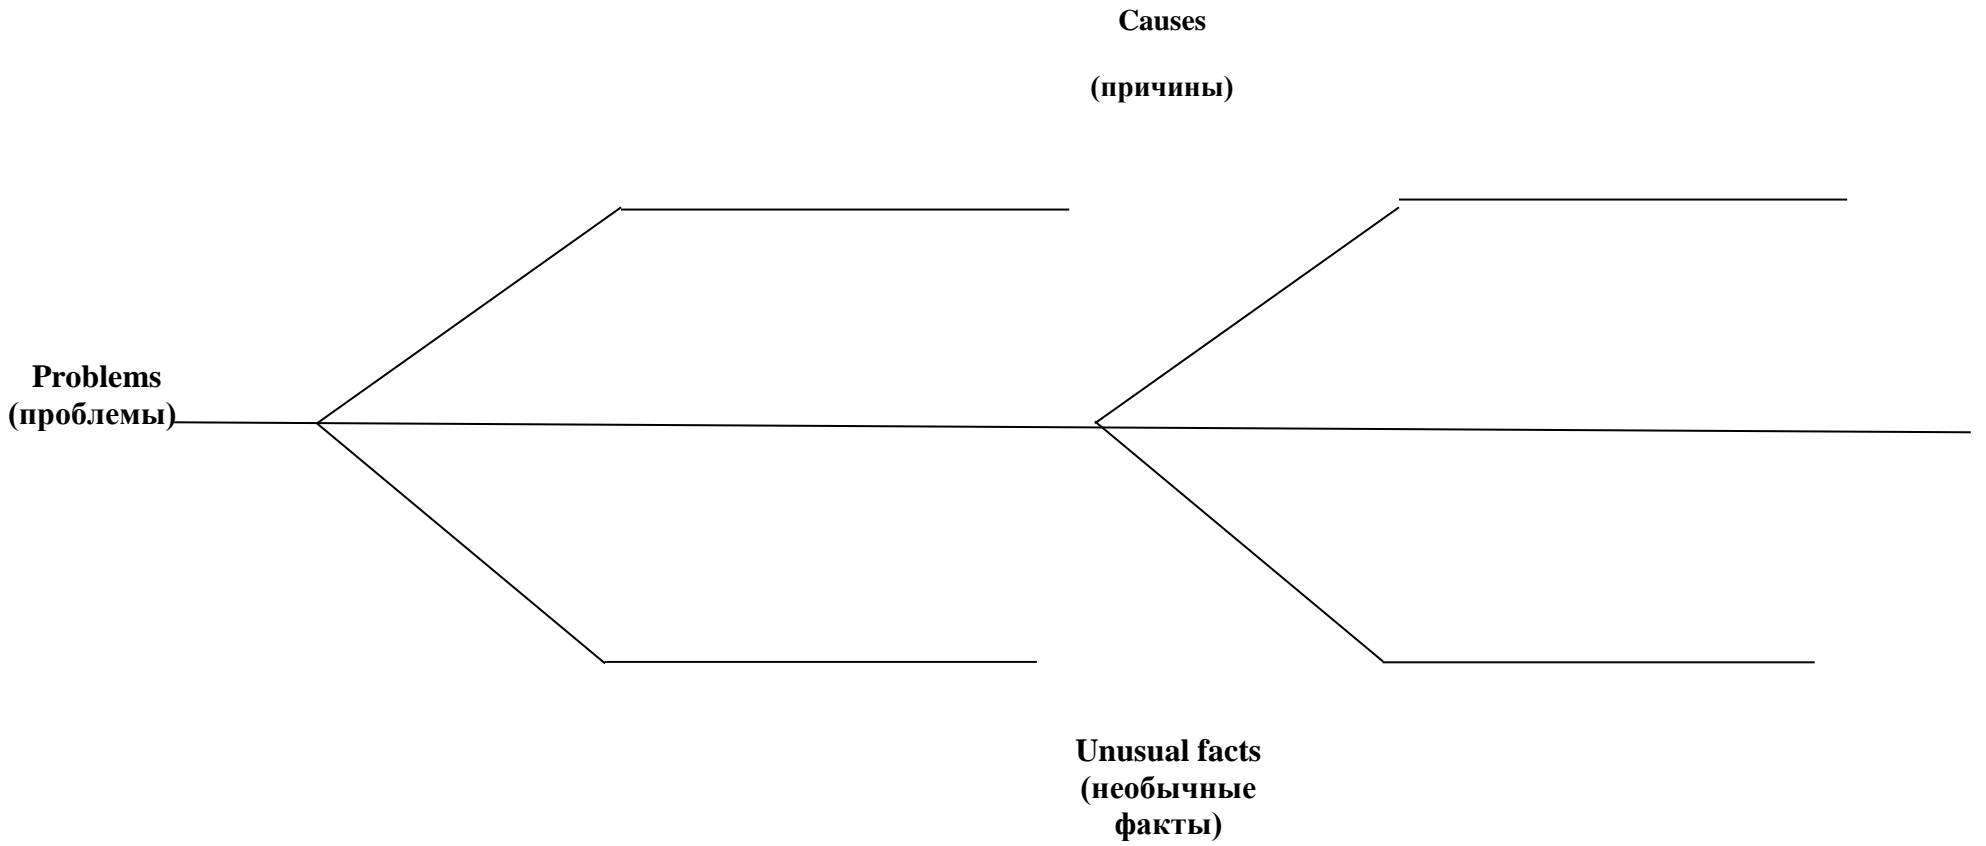 Causes
(причины)
Problems
(проблемы)
Unusual facts
(необычные
факты)